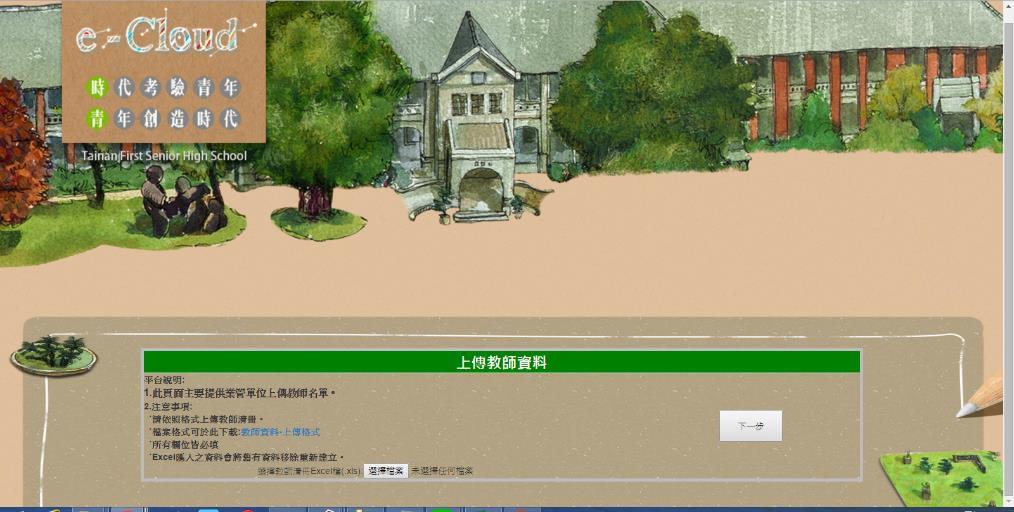 e-Cloud
時代考驗青年
青年創造時代
Tainan First Senior High School
上傳教師資料
平台說明:
1.此頁面主要提供業管單位上傳教師名單。
2.注意事項:
*請依照格式上傳教師清冊。
*檔案格式可於此下載:教師資料-上傳格式
*所有欄位皆必填
*Excel匯入之資料會將舊有資料移除重新建立。
選擇教師清冊Excel檔(.xls): 選擇檔案 未選擇任何檔案
下一步